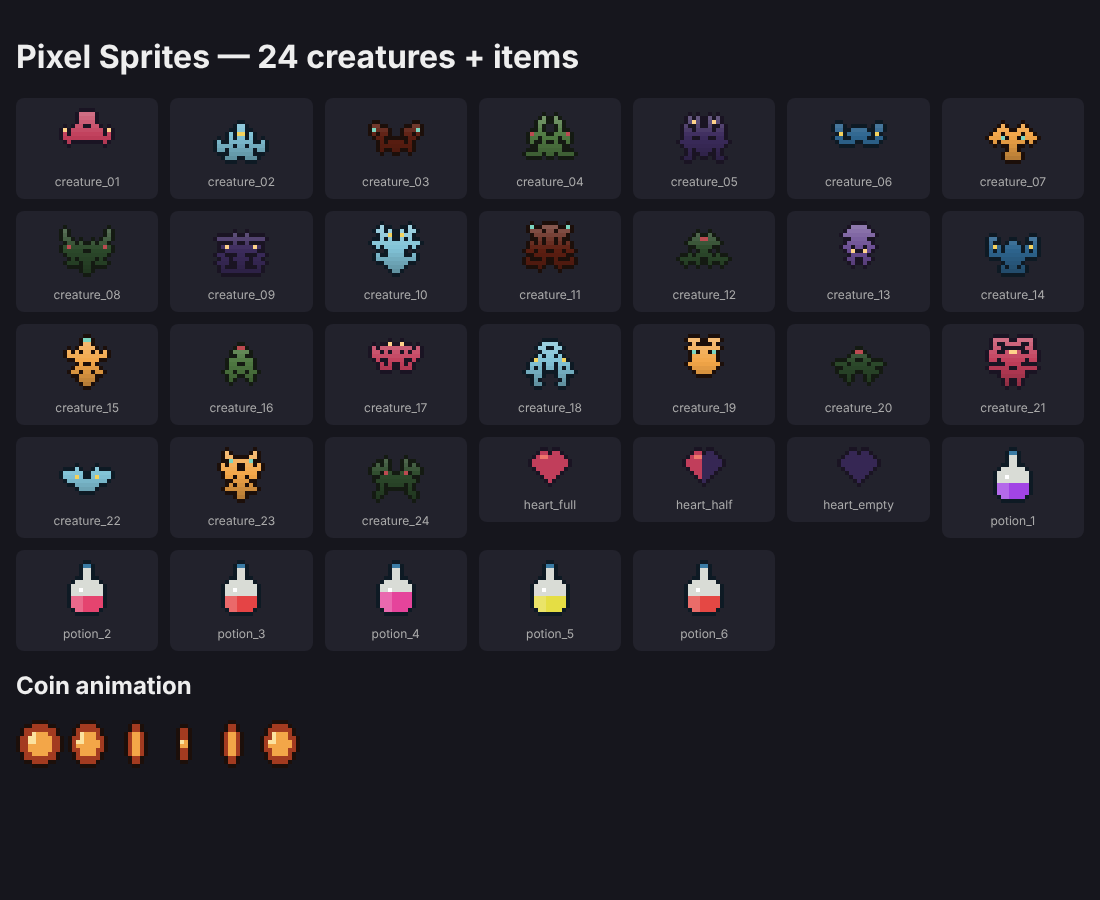 Pixel Sprites — 24 creatures + items
creature_01 creature_02 creature_03 creature_04 creature_05 creature_06 creature_07
creature_08 creature_09 creature_10 creature_11 creature_12 creature_13 creature_14
creature_15 creature_16 creature_17 creature_18 creature_19 creature_20 creature_21
creature_22 creature_23 creature_24 heart_full heart_half heart_empty potion_1
potion_2 potion_3 potion_4 potion_5 potion_6
Coin animation